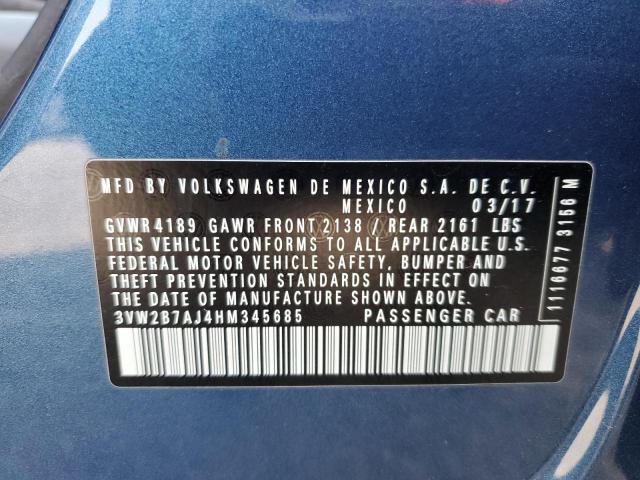 MFD BY VOLKSWAGEN DE MEXICO S.A. DE C.V.
MEXICO 03/17
GVWR 4189 GAWR FRONT 2138 / REAR 2161 LBS
THIS VEHICLE CONFORMS TO ALL APPLICABLE U.S.
FEDERAL MOTOR VEHICLE SAFETY, BUMPER AND
THEFT PREVENTION STANDARDS IN EFFECT ON
THE DATE OF MANUFACTURE SHOWN ABOVE.
3VW2B7AJ4HM345685 PASSENGER CAR
1116677 3156 M